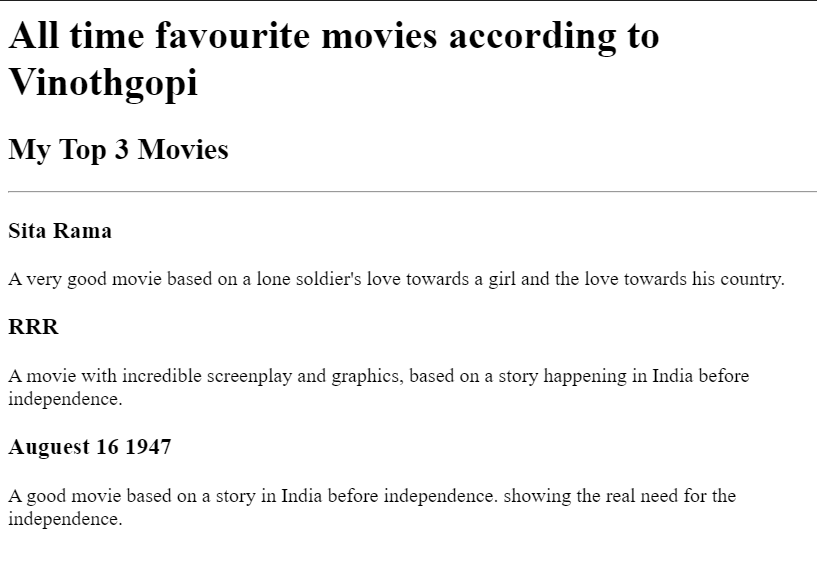 All time favourite movies according to
Vinothgopi
My Top 3 Movies
Sita Rama
A very good movie based on a lone soldier's love towards a girl and the love towards his country.
RRR
A movie with incredible screenplay and graphics, based on a story happening in India before
independence.
Auguest 16 1947
A good movie based on a story in India before independence. showing the real need for the
independence.